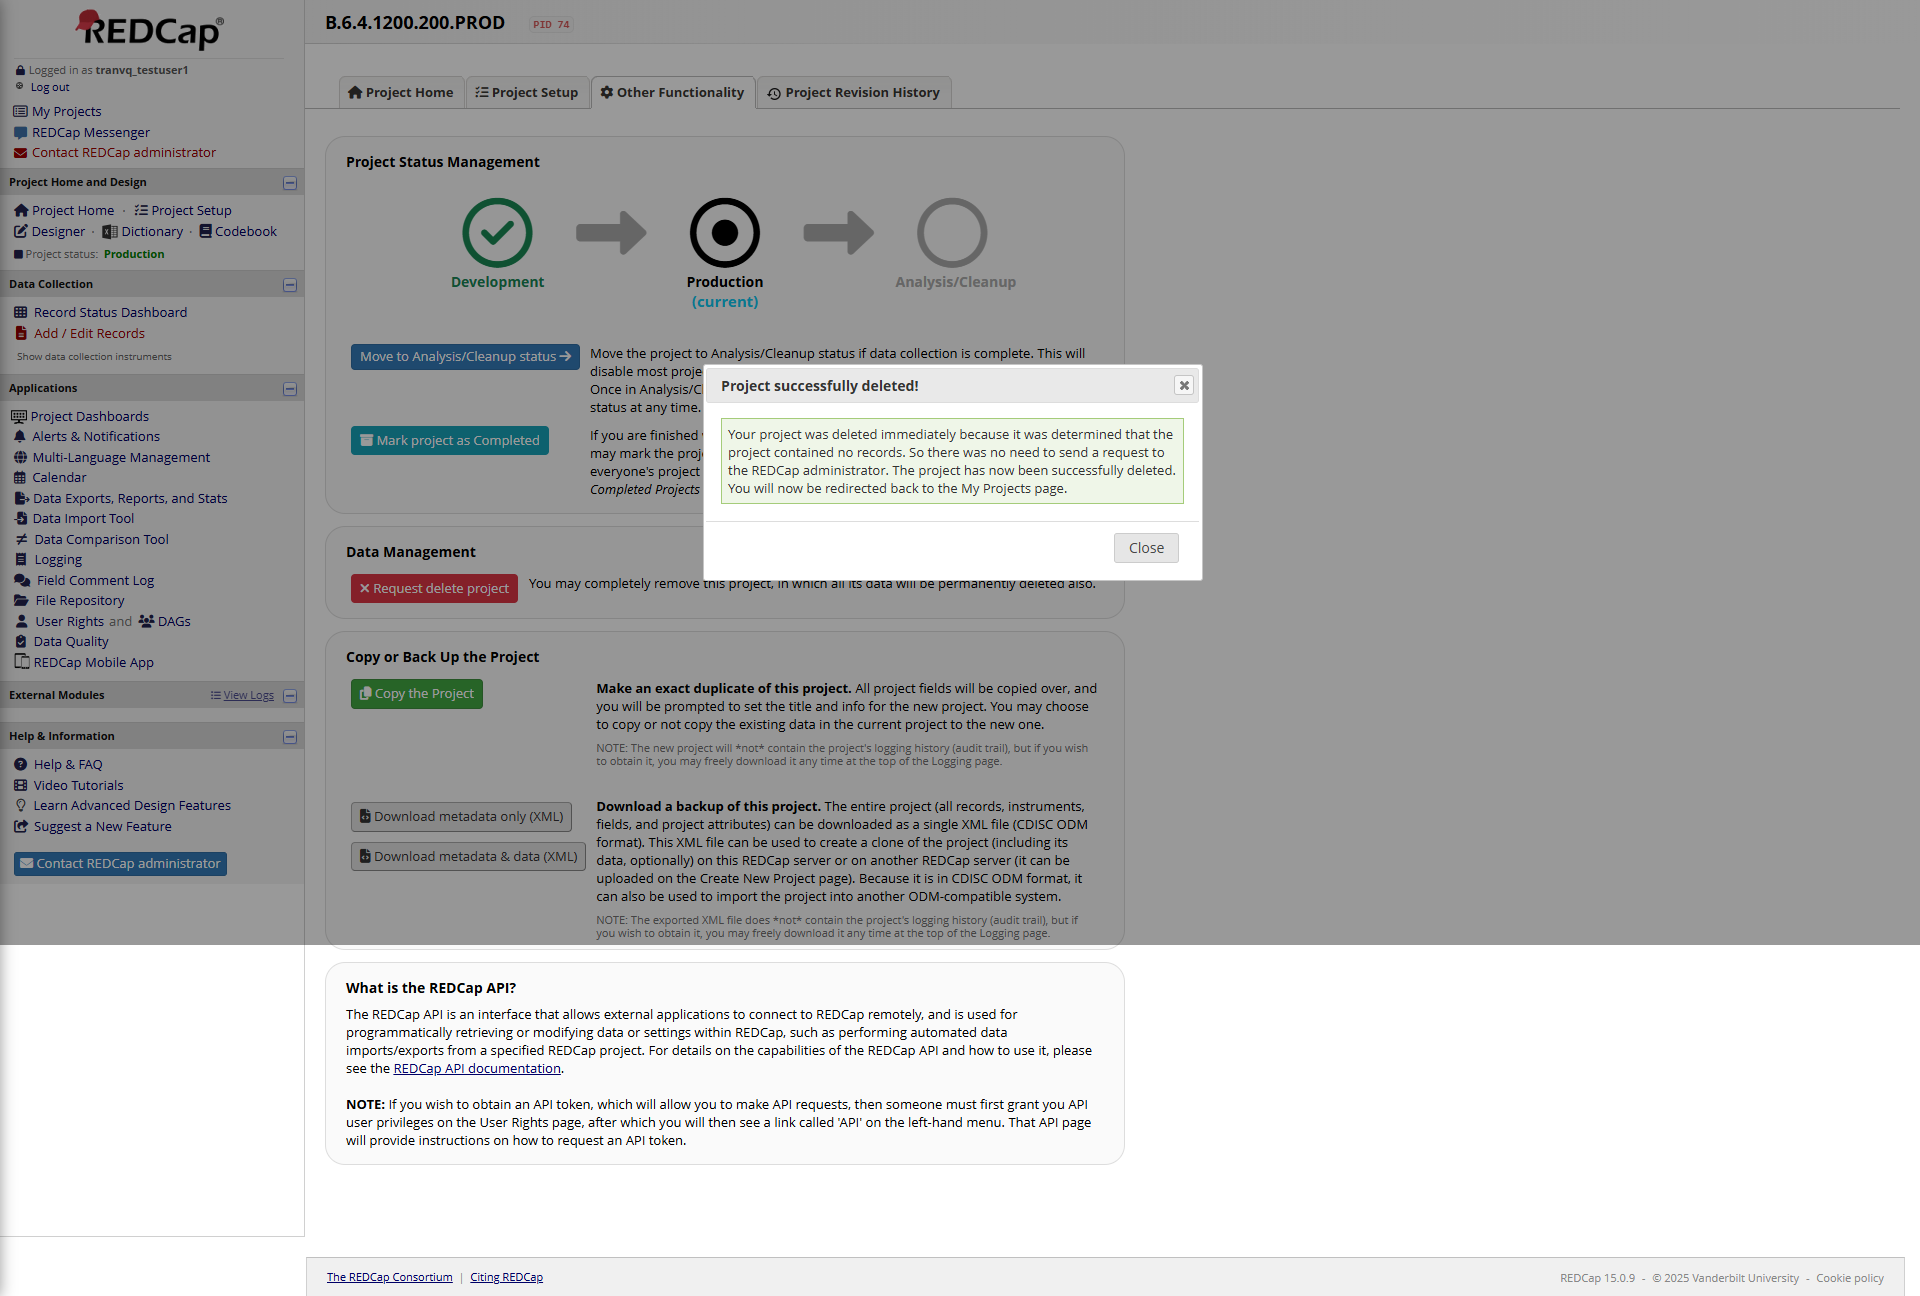 REDCap®
Logged in as tranvq_testuser1
Log out
My Projects
REDCap Messenger
Contact REDCap administrator
Project Home and Design
Project Home · Project Setup
Designer · Dictionary · Codebook
Project status: Production
Data Collection
Record Status Dashboard
Add / Edit Records
Show data collection instruments
Applications
Project Dashboards
Alerts & Notifications
Multi-Language Management
Calendar
Data Exports, Reports, and Stats
Data Import Tool
Data Comparison Tool
Logging
Field Comment Log
File Repository
User Rights and DAGs
Data Quality
REDCap Mobile App
External Modules View Logs
Help & Information
Help & FAQ
Video Tutorials
Learn Advanced Design Features
Suggest a New Feature
Contact REDCap administrator
B.6.4.1200.200.PROD PID 74
Project Home
Project Setup
Other Functionality
Project Revision History
Project Status Management
Development
Production
(current)
Analysis/Cleanup
Move to Analysis/Cleanup status
Move the project to Analysis/Cleanup status if data collection is complete. This will
disable most proje
Once in Analysis/Cl
status at any time.
Mark project as Completed
If you are finished
may mark the proj
everyone's project
Completed Projects
Project successfully deleted!
Your project was deleted immediately because it was determined that the
project contained no records. So there was no need to send a request to
the REDCap administrator. The project has now been successfully deleted.
You will now be redirected back to the My Projects page.
Close
Data Management
Request delete project
You may completely remove this project, in which all its data will be permanently deleted also.
Copy or Back Up the Project
Copy the Project
Make an exact duplicate of this project. All project fields will be copied over, and
you will be prompted to set the title and info for the new project. You may choose
to copy or not copy the existing data in the current project to the new one.
NOTE: The new project will *not* contain the project's logging history (audit trail), but if you wish
to obtain it, you may freely download it any time at the top of the Logging page.
Download metadata only (XML)
Download metadata & data (XML)
Download a backup of this project. The entire project (all records, instruments,
fields, and project attributes) can be downloaded as a single XML file (CDISC ODM
format). This XML file can be used to create a clone of the project (including its
data, optionally) on this REDCap server or on another REDCap server (it can be
uploaded on the Create New Project page). Because it is in CDISC ODM format, it
can also be used to import the project into another ODM-compatible system.
NOTE: The exported XML file does *not* contain the project's logging history (audit trail), but if
you wish to obtain it, you may freely download it any time at the top of the Logging page.
What is the REDCap API?
The REDCap API is an interface that allows external applications to connect to REDCap remotely, and is used for
programmatically retrieving or modifying data or settings within REDCap, such as performing automated data
imports/exports from a specified REDCap project. For details on the capabilities of the REDCap API and how to use it, please
see the REDCap API documentation.
NOTE: If you wish to obtain an API token, which will allow you to make API requests, then someone must first grant you API
user privileges on the User Rights page, after which you will then see a link called 'API' on the left-hand menu. That API page
will provide instructions on how to request an API token.
The REDCap Consortium | Citing REDCap
REDCap 15.0.9 - © 2025 Vanderbilt University - Cookie policy